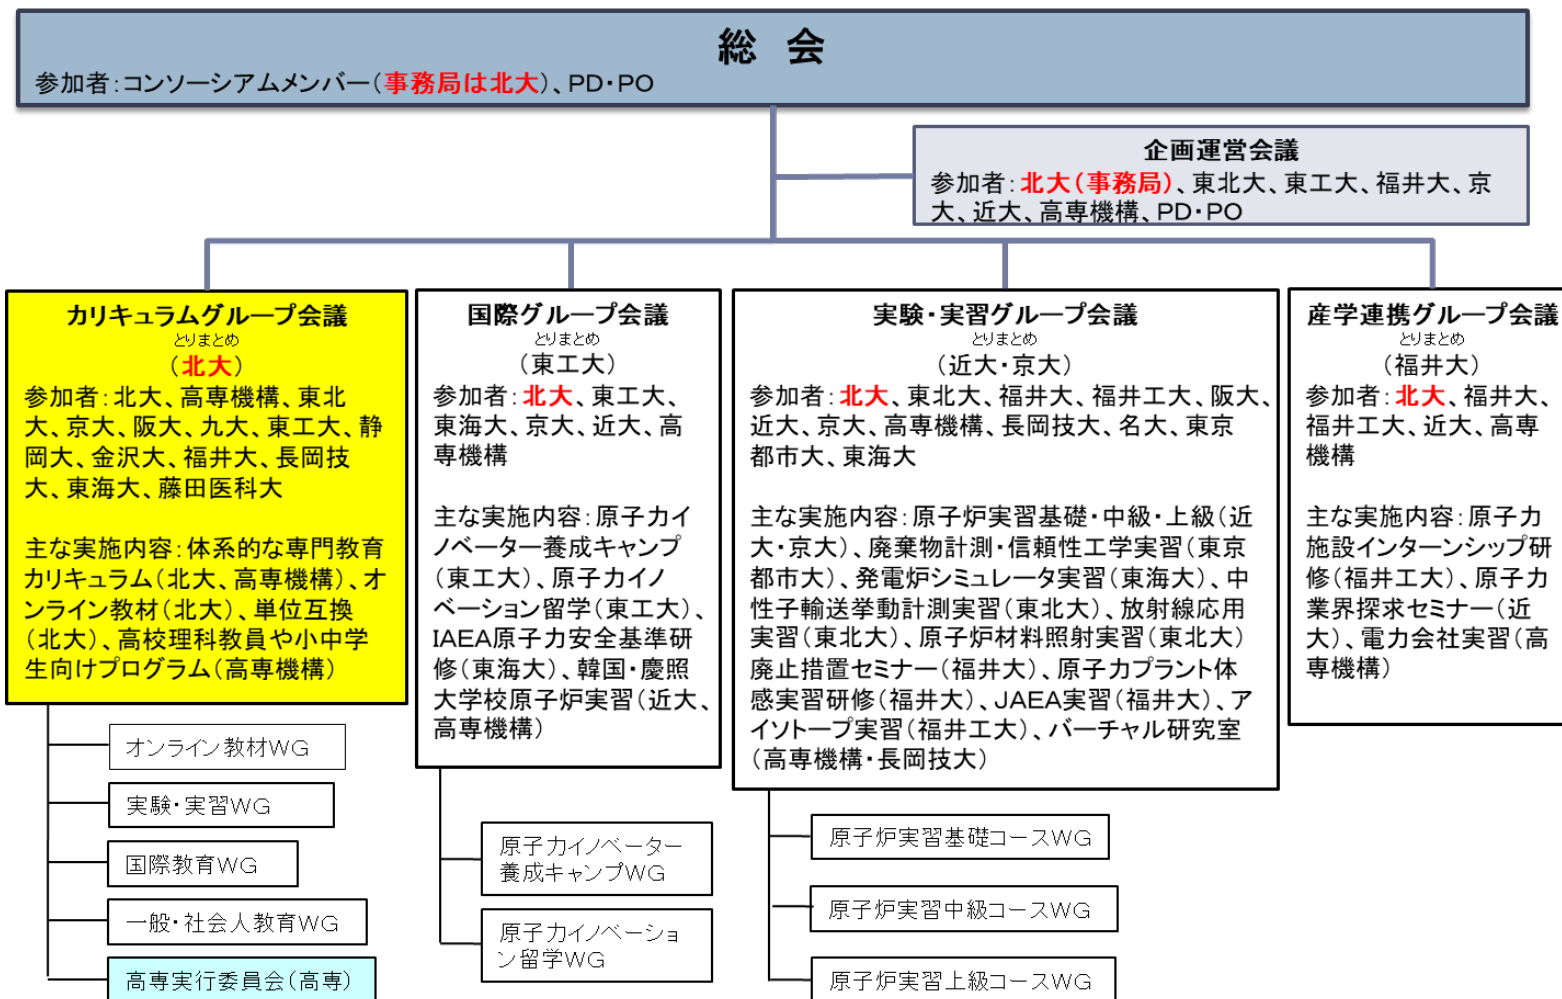 総 会
参加者：コンソーシアムメンバー（事務局は北大）、PD・PO
企画運営会議
参加者：北大（事務局）、東北大、東工大、福井大、京
大、近大、高専機構、PD・PO
カリキュラムグループ会議
とりまとめ
（北大）
参加者：北大、高専機構、東北
大、京大、阪大、九大、東工大、静
岡大、金沢大、福井大、長岡技
大、東海大、藤田医科大
主な実施内容：体系的な専門教育
カリキュラム（北大、高専機構）、オ
ンライン教材（北大）、単位互換
（北大）、高校理科教員や小中学
生向けプログラム（高専機構）
オンライン教材WG
実験・実習WG
国際教育WG
一般・社会人教育WG
高専実行委員会（高専）
国際グループ会議
とりまとめ
（東工大）
参加者：北大、東工大、
東海大、京大、近大、高
専機構
主な実施内容：原子力イ
ノベーター養成キャンプ
（東工大）、原子力イノ
ベーション留学（東工大）、
IAEA原子力安全基準研
修（東海大）、韓国・慶照
大学校原子炉実習（近大、
高専機構）
原子力イノベーター
養成キャンプWG
原子力イノベーショ
ン留学WG
実験・実習グループ会議
とりまとめ
（近大・京大）
参加者：北大、東北大、福井大、福井工大、阪大、
近大、京大、高専機構、長岡技大、名大、東京
都市大、東海大
主な実施内容：原子炉実習基礎・中級・上級（近
大・京大）、廃棄物計測・信頼性工学実習（東京
都市大）、発電炉シミュレータ実習（東海大）、中
性子輸送挙動計測実習（東北大）、放射線応用
実習（東北大）、原子炉材料照射実習（東北大）
廃止措置セミナー（福井大）、原子力プラント体
感実習研修（福井大）、JAEA実習（福井大）、ア
イソトープ実習（福井工大）、バーチャル研究室
（高専機構・長岡技大）
原子炉実習基礎コースWG
原子炉実習中級コースWG
原子炉実習上級コースWG
産学連携グループ会議
とりまとめ
（福井大）
参加者：北大、福井大、
福井工大、近大、高専
機構
主な実施内容：原子力
施設インターンシップ研
修（福井工大）、原子力
業界探求セミナー（近
大）、電力会社実習（高
専機構）